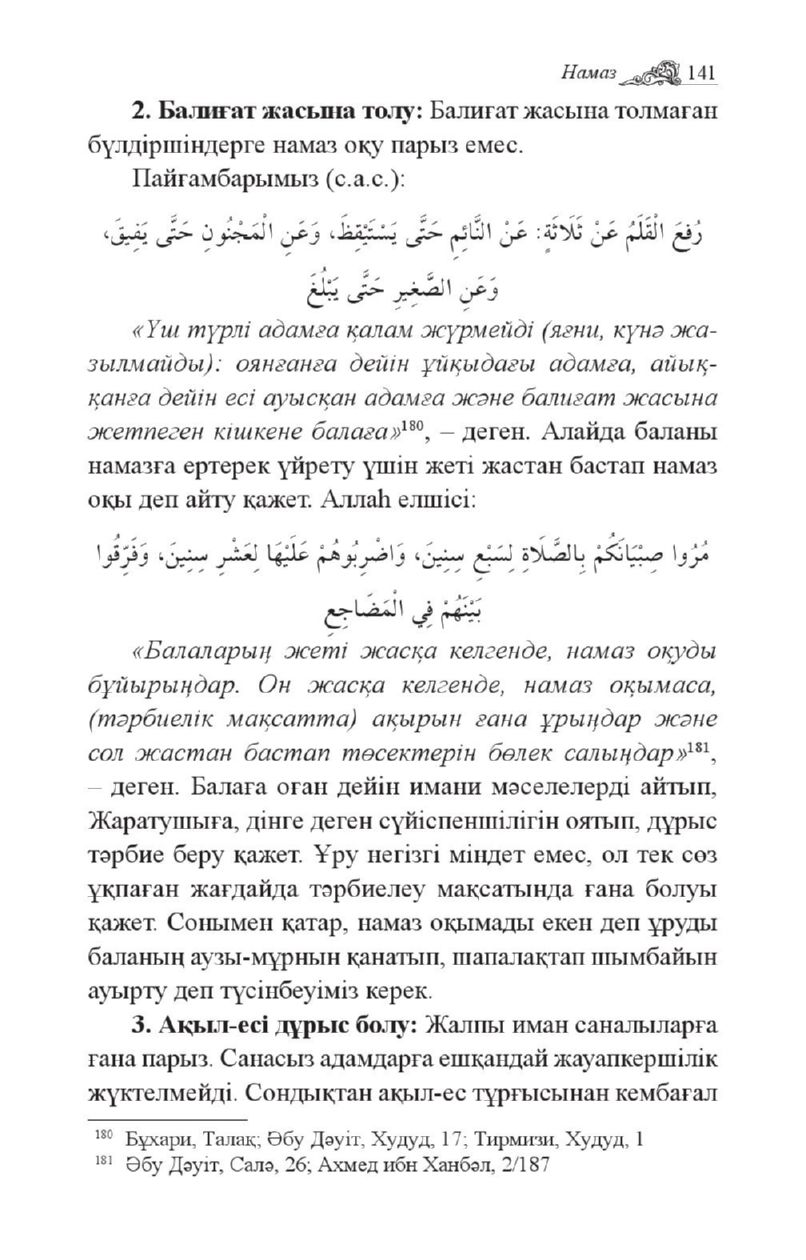 Намаз 141
2. Балиғат жасына толу: Балиғат жасына толмаған
бүлдіршіндерге намаз оқу парыз емес.
Пайғамбарымыз (с.а.с.):
رُفِعَ الْقَلَمُ عَنْ ثَلَاثَةٍ: عَنْ النَّائِمِ حَتَّى يَسْتَيْقِظَ، وَعَنِ الْمَجْنُونِ حَتَّى يَفِيقَ،
وَعَنِ الصَّغِيرِ حَتَّى يَبْلُغَ
«Үш түрлі адамға қалам жүрмейді (яғни, күнә жа-
зылмайды): оянғанға дейін ұйқыдағы адамға, айық-
қанға дейін есі ауысқан адамға және балиғат жасына
жетпеген кішкене балаға»180, – деген. Алайда баланы
намазға ертерек үйрету үшін жеті жастан бастап намаз
оқы деп айту қажет. Аллаһ елшісі:
مُرُوا صِبْيَانَكُمْ بِالصَّلَاةِ لِسَبْعِ سِنِينَ، وَاضْرِبُوهُمْ عَلَيْهَا لِعَشْرِ سِنِينَ، وَفَرِّقُوا
بَيْنَهُمْ فِي الْمَضَاجِعِ
«Балаларың жеті жасқа келгенде, намаз оқуды
бұйырыңдар. Он жасқа келгенде, намаз оқымаса,
(тәрбиелік мақсатта) ақырын ғана ұрыңдар және
сол жастан бастап төсектерін бөлек салыңдар»181,
– деген. Балаға оған дейін имани мәселелерді айтып,
Жаратушыға, дінге деген сүйіспеншілігін оятып, дұрыс
тәрбие беру қажет. Ұру негізгі міндет емес, ол тек сөз
ұқпаған жағдайда тәрбиелеу мақсатында ғана болуы
қажет. Сонымен қатар, намаз оқымады екен деп ұруды
баланың аузы-мұрнын қанатып, шапалақтап шымбайын
ауырту деп түсінбеуіміз керек.
3. Ақыл-есі дұрыс болу: Жалпы иман саналыларға
ғана парыз. Санасыз адамдарға ешқандай жауапкершілік
жүктелмейді. Сондықтан ақыл-ес тұрғысынан кембағал
180 Бұхари, Талақ; Әбу Дәуіт, Худуд, 17; Тирмизи, Худуд, 1
181 Әбу Дәуіт, Салә, 26; Ахмед ибн Ханбәл, 2/187